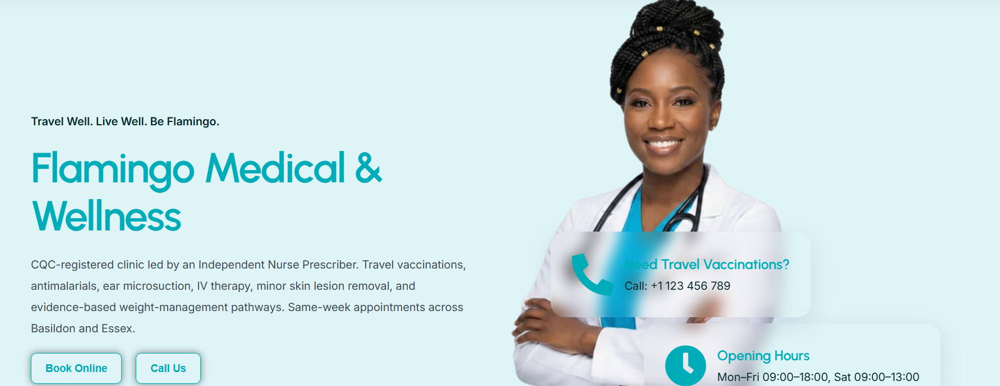 Travel Well. Live Well. Be Flamingo.
Flamingo Medical &
Wellness
CQC-registered clinic led by an Independent Nurse Prescriber. Travel vaccinations,
antimalarials, ear microsuction, IV therapy, minor skin lesion removal, and
evidence-based weight-management pathways. Same-week appointments across
Basildon and Essex.
Book Online
Call Us
Need Travel Vaccinations?
Call: +1 123 456 789
Opening Hours
Mon–Fri 09:00–18:00, Sat 09:00–13:00